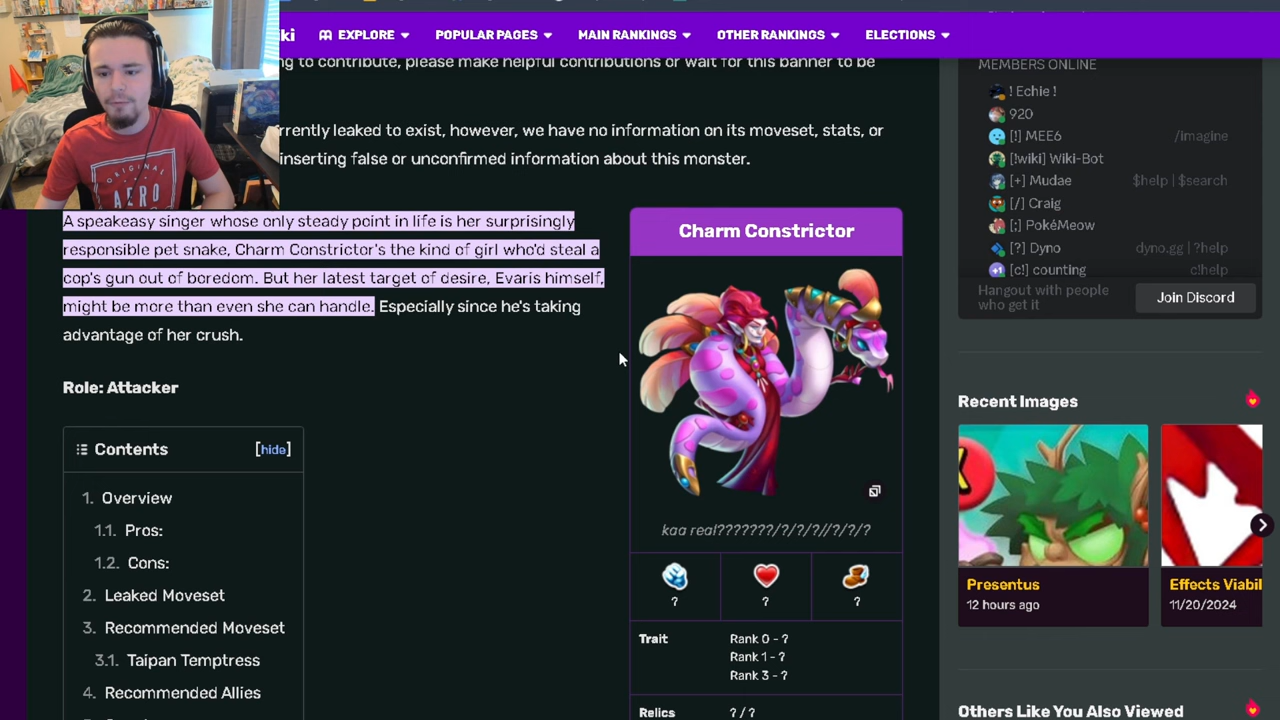 ki
EXPLORE
POPULAR PAGES
MAIN RANKINGS
OTHER RANKINGS
ELECTIONS
ng to contribute, please make helpful contributions or wait for this banner to be
rrently leaked to exist, however, we have no information on its moveset, stats, or
inserting false or unconfirmed information about this monster.
ORIGINAL
AERO
A speakeasy singer whose only steady point in life is her surprisingly
responsible pet snake, Charm Constrictor's the kind of girl who'd steal a
cop's gun out of boredom. But her latest target of desire, Evaris himself,
might be more than even she can handle. Especially since he's taking
advantage of her crush.
Role: Attacker
Contents [hide]
1. Overview
1.1. Pros:
1.2. Cons:
2. Leaked Moveset
3. Recommended Moveset
3.1. Taipan Temptress
4. Recommended Allies
Charm Constrictor
kaa real???????/?/?/?//?/?/?
? ? ?
Trait Rank 0 - ?
Rank 1 - ?
Rank 3 - ?
Relics ? / ?
MEMBERS ONLINE
! Echie !
920
[!] MEE6 /imagine
[!wiki] Wiki-Bot
[+] Mudae $help | $search
[/] Craig
[;] PokéMeow
[?] Dyno dyno.gg | ?help
[c!] counting c!help
Hangout with people
who get it
Join Discord
Recent Images
Presentus
12 hours ago
Effects Viabil
11/20/2024
Others Like You Also Viewed